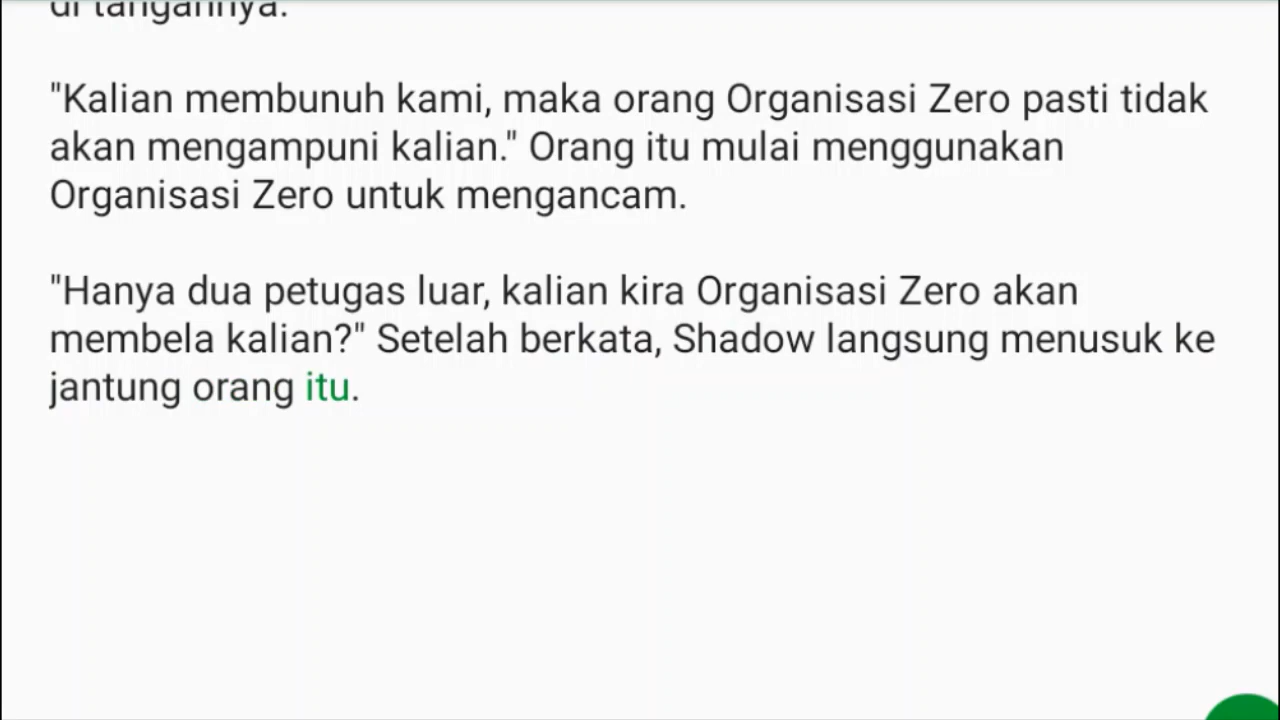 di tangannya.
"Kalian membunuh kami, maka orang Organisasi Zero pasti tidak
akan mengampuni kalian." Orang itu mulai menggunakan
Organisasi Zero untuk mengancam.
"Hanya dua petugas luar, kalian kira Organisasi Zero akan
membela kalian?" Setelah berkata, Shadow langsung menusuk ke
jantung orang itu.